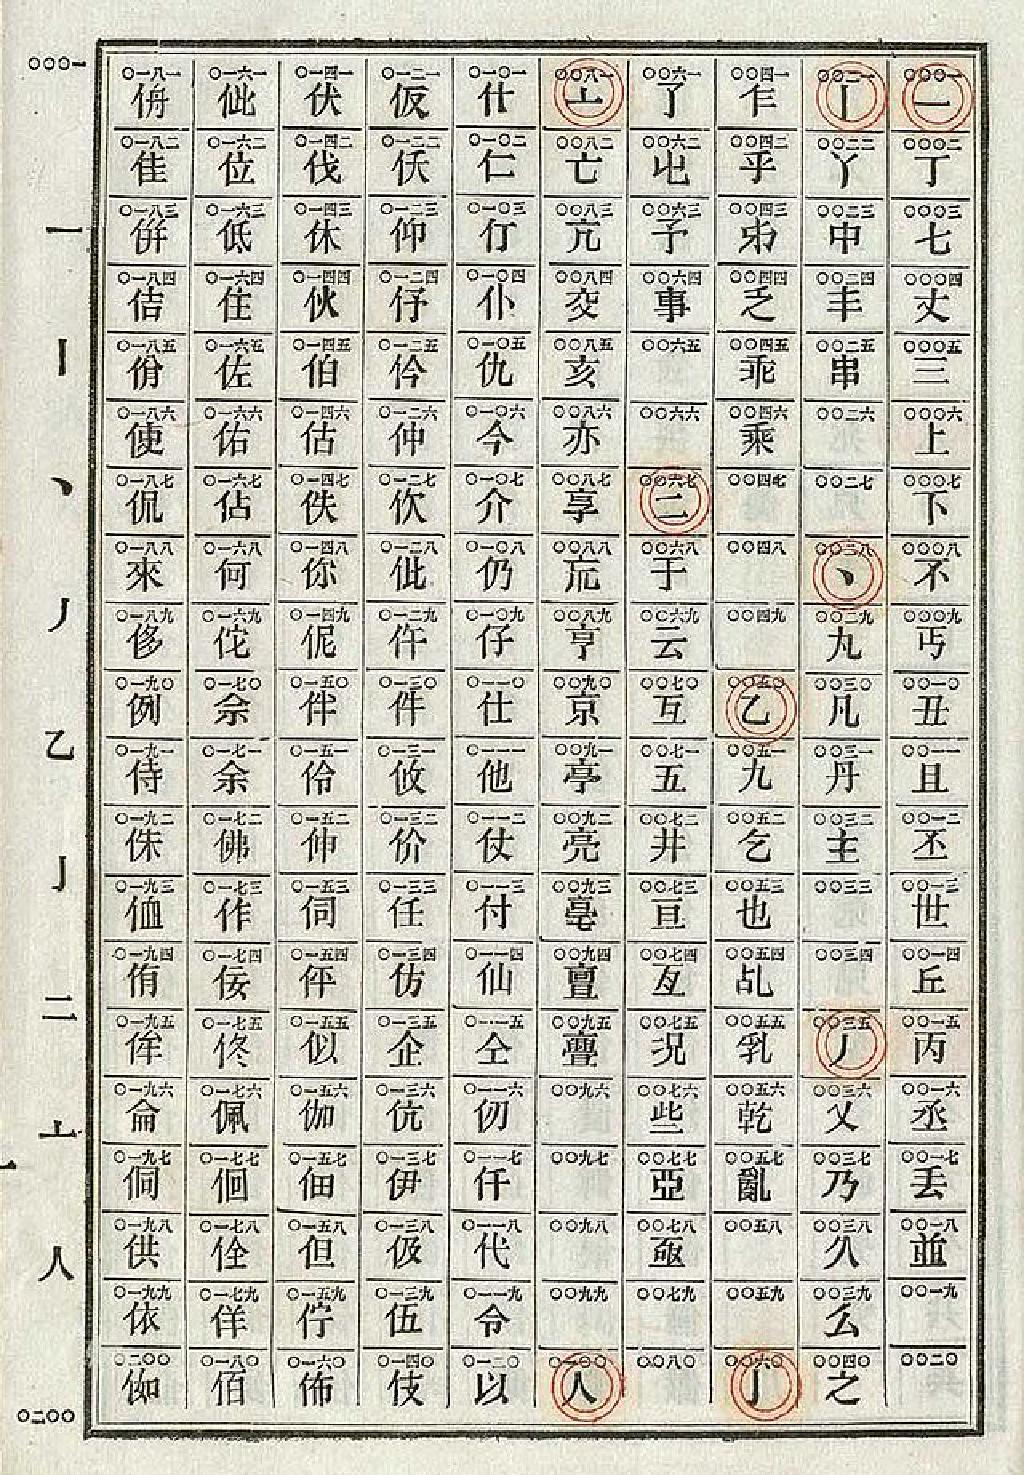 〇〇〇一 一
〇〇〇二 丁
〇〇〇三 七
〇〇〇四 丈
〇〇〇五 三
〇〇〇六 上
〇〇〇七 下
〇〇〇八 不
〇〇〇九 丐
〇〇一〇 丑
〇〇一一 且
〇〇一二 丕
〇〇一三 世
〇〇一四 丘
〇〇一五 丙
〇〇一六 丞
〇〇一七 丟
〇〇一八 並
〇〇一九
〇〇二〇
〇〇二一 丨
〇〇二二 丫
〇〇二三 中
〇〇二四 丰
〇〇二五 串
〇〇二六
〇〇二七
〇〇二八 丶
〇〇二九 丸
〇〇三〇 凡
〇〇三一 丹
〇〇三二 主
〇〇三三
〇〇三四
〇〇三五 丿
〇〇三六 乂
〇〇三七 乃
〇〇三八 久
〇〇三九 么
〇〇四〇 之
〇〇四一 乍
〇〇四二 乎
〇〇四三
〇〇四四 乏
〇〇四五 乖
〇〇四六 乘
〇〇四七
〇〇四八
〇〇四九
〇〇五〇 乙
〇〇五一 九
〇〇五二 乞
〇〇五三 也
〇〇五四 乩
〇〇五五 乳
〇〇五六 乾
〇〇五七 亂
〇〇五八
〇〇五九
〇〇六〇 亅
〇〇六一 了
〇〇六二
〇〇六三 予
〇〇六四 事
〇〇六五
〇〇六六
〇〇六七 二
〇〇六八 于
〇〇六九 云
〇〇七〇 互
〇〇七一 五
〇〇七二 井
〇〇七三 亘
〇〇七四 亙
〇〇七五 況
〇〇七六 些
〇〇七七 亞
〇〇七八 亟
〇〇七九
〇〇八〇
〇〇八一 亠
〇〇八二 亡
〇〇八三 亢
〇〇八四 交
〇〇八五 亥
〇〇八六 亦
〇〇八七 享
〇〇八八 巟
〇〇八九 亨
〇〇九〇 京
〇〇九一 亭
〇〇九二 亮
〇〇九三 亳
〇〇九四 亶
〇〇九五 亹
〇〇九六
〇〇九七
〇〇九八
〇〇九九
〇一〇〇 人
〇一〇一 什
〇一〇二 仁
〇一〇三 仃
〇一〇四 仆
〇一〇五 仇
〇一〇六 今
〇一〇七 介
〇一〇八 仍
〇一〇九 仔
〇一一〇 仕
〇一一一 他
〇一一二 仗
〇一一三 付
〇一一四 仙
〇一一五 仝
〇一一六 仞
〇一一七 仟
〇一一八 代
〇一一九 令
〇一二〇 以
〇一二一 仮
〇一二二 仸
〇一二三 仰
〇一二四 伃
〇一二五 仱
〇一二六 仲
〇一二七 佽
〇一二八 仳
〇一二九 仵
〇一三〇 件
〇一三一 攸
〇一三二 价
〇一三三 任
〇一三四 仿
〇一三五 企
〇一三六 伉
〇一三七 伊
〇一三八 伋
〇一三九 伍
〇一四〇 伎
〇一四一 伏
〇一四二 伐
〇一四三 休
〇一四四 伙
〇一四五 伯
〇一四六 估
〇一四七 佚
〇一四八 你
〇一四九 伲
〇一五〇 伴
〇一五一 伶
〇一五二 伸
〇一五三 伺
〇一五四 伻
〇一五五 似
〇一五六 伽
〇一五七 佃
〇一五八 但
〇一五九 佇
〇一六〇 佈
〇一六一 佌
〇一六二 位
〇一六三 低
〇一六四 住
〇一六五 佐
〇一六六 佑
〇一六七 佔
〇一六八 何
〇一六九 佗
〇一七〇 佘
〇一七一 余
〇一七二 佛
〇一七三 作
〇一七四 佞
〇一七五 佟
〇一七六 佩
〇一七七 佪
〇一七八 佺
〇一七九 佯
〇一八〇 佰
〇一八一 侜
〇一八二 佳
〇一八三 併
〇一八四 佶
〇一八五 佾
〇一八六 使
〇一八七 侃
〇一八八 來
〇一八九 侈
〇一九〇 例
〇一九一 侍
〇一九二 侏
〇一九三 侐
〇一九四 侑
〇一九五 侔
〇一九六 侖
〇一九七 侗
〇一九八 供
〇一九九 依
〇二〇〇 侞
〇〇〇一
一
丨
丶
丿
乙
亅
二
亠
人
〇二〇〇